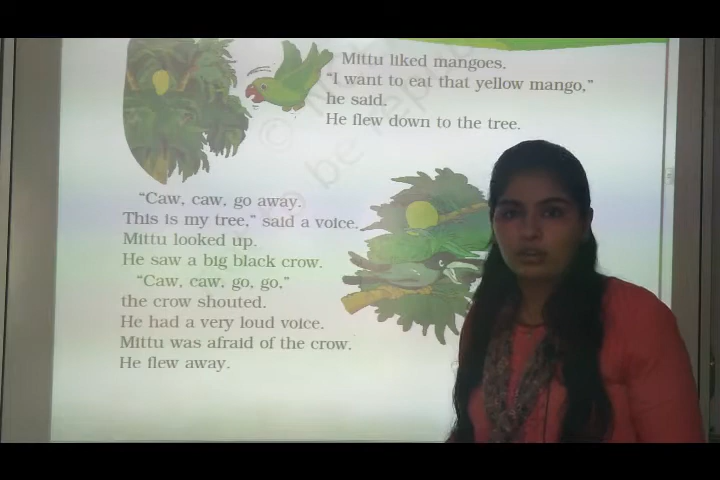 Mittu liked mangoes.
"I want to eat that yellow mango,"
he said.
He flew down to the tree.
"Caw, caw, go away.
This is my tree," said a voice.
Mittu looked up.
He saw a big black crow.
"Caw, caw, go, go,"
the crow shouted.
He had a very loud voice.
Mittu was afraid of the crow.
He flew away.